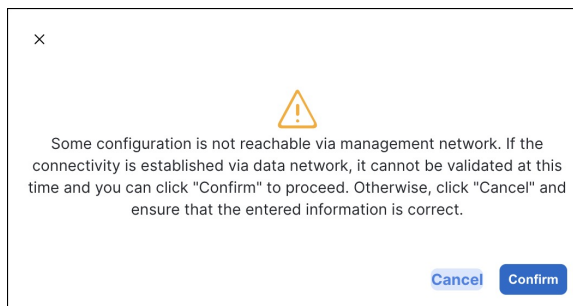 Some configuration is not reachable via management network. If the
connectivity is established via data network, it cannot be validated at this
time and you can click "Confirm" to proceed. Otherwise, click "Cancel" and
ensure that the entered information is correct.
Cancel
Confirm